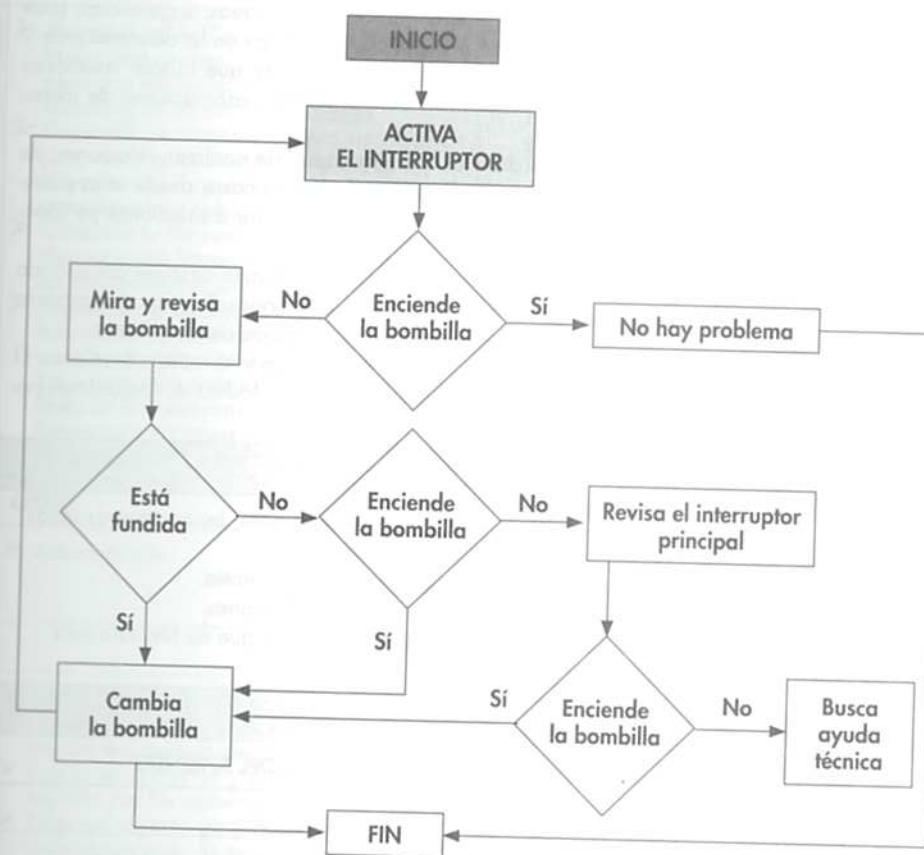 INICIO
ACTIVA
EL INTERRUPTOR
Enciende
la bombilla
No
Sí
Mira y revisa
la bombilla
No hay problema
Está
fundida
No
Enciende
la bombilla
No
Revisa el interruptor
principal
Sí
Sí
Cambia
la bombilla
Sí
Enciende
la bombilla
No
Busca
ayuda
técnica
FIN